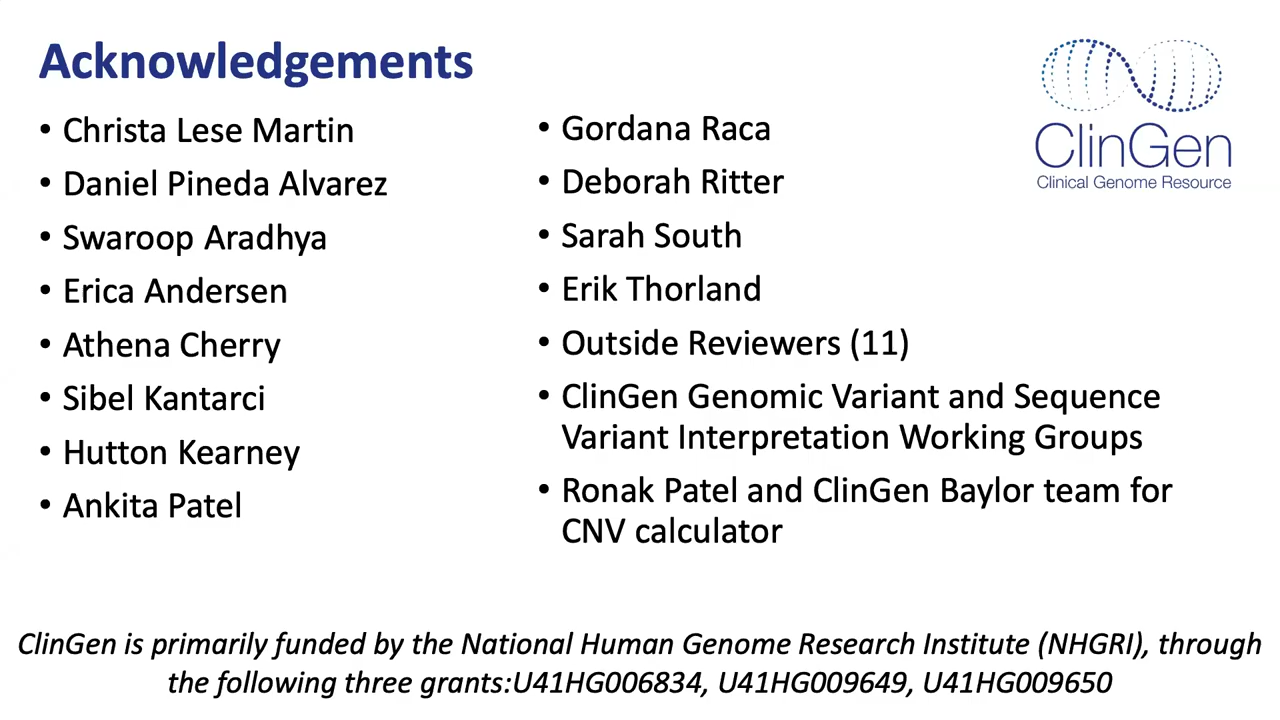 Acknowledgements
• Christa Lese Martin
• Daniel Pineda Alvarez
• Swaroop Aradhya
• Erica Andersen
• Athena Cherry
• Sibel Kantarci
• Hutton Kearney
• Ankita Patel
• Gordana Raca
• Deborah Ritter
• Sarah South
• Erik Thorland
• Outside Reviewers (11)
• ClinGen Genomic Variant and Sequence
Variant Interpretation Working Groups
• Ronak Patel and ClinGen Baylor team for
CNV calculator
ClinGen
Clinical Genome Resource
ClinGen is primarily funded by the National Human Genome Research Institute (NHGRI), through
the following three grants:U41HG006834, U41HG009649, U41HG009650